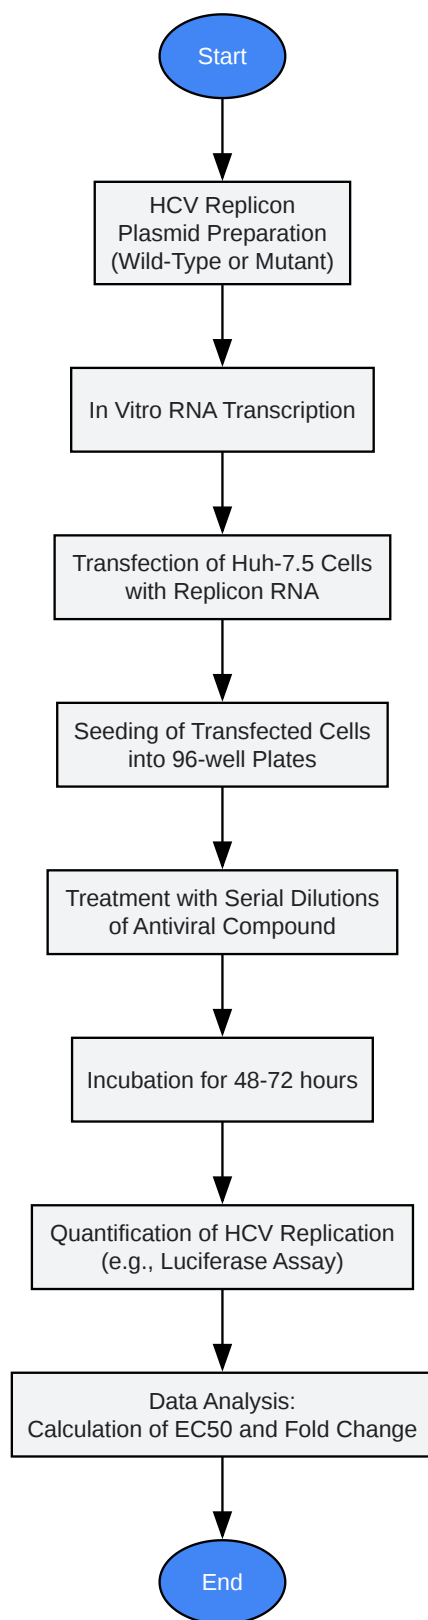 Start
HCV Replicon
Plasmid Preparation
(Wild-Type or Mutant)
In Vitro RNA Transcription
Transfection of Huh-7.5 Cells
with Replicon RNA
Seeding of Transfected Cells
into 96-well Plates
Treatment with Serial Dilutions
of Antiviral Compound
Incubation for 48-72 hours
Quantification of HCV Replication
(e.g., Luciferase Assay)
Data Analysis:
Calculation of EC50 and Fold Change
End